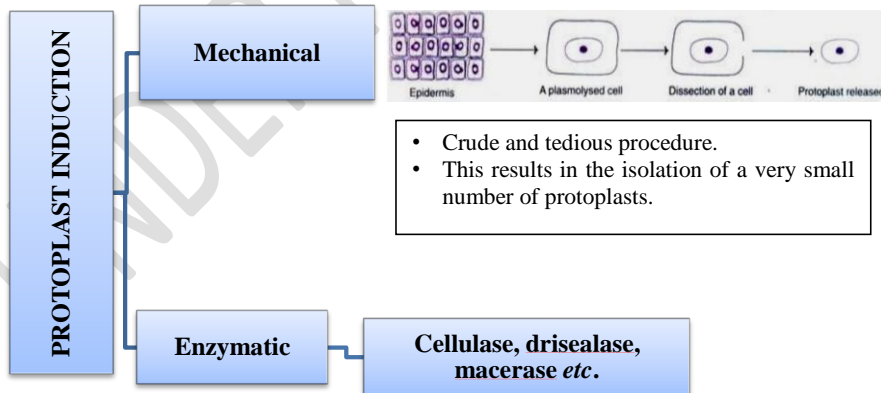 PROTOPLAST INDUCTION
Mechanical
Epidermis
A plasmolysed cell
Dissection of a cell
Protoplast released
• Crude and tedious procedure.
• This results in the isolation of a very small
number of protoplasts.
Enzymatic
Cellulase, drisealase,
macerase etc.